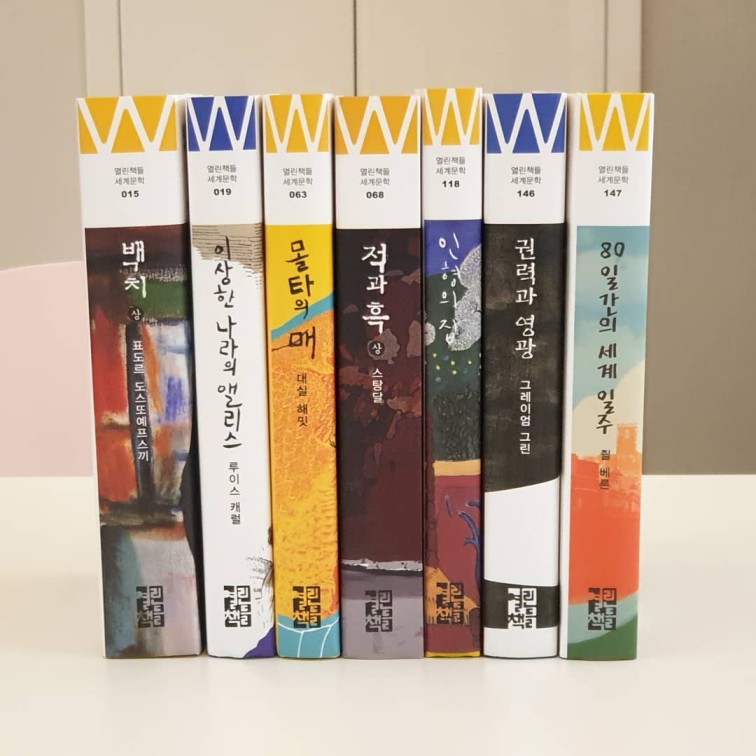 W
열린책들
세계문학
015
백치 상
표도르 도스또예프스끼
열린책들
W
열린책들
세계문학
019
이상한 나라의 앨리스
루이스 캐럴
열린책들
W
열린책들
세계문학
063
몰타의 매
대실 해밋
열린책들
W
열린책들
세계문학
068
적과 흑 상
스탕달
열린책들
W
열린책들
세계문학
118
인형의 집
열린책들
W
열린책들
세계문학
146
권력과 영광
그레이엄 그린
열린책들
W
열린책들
세계문학
147
80일간의 세계 일주
쥘 베른
열린책들